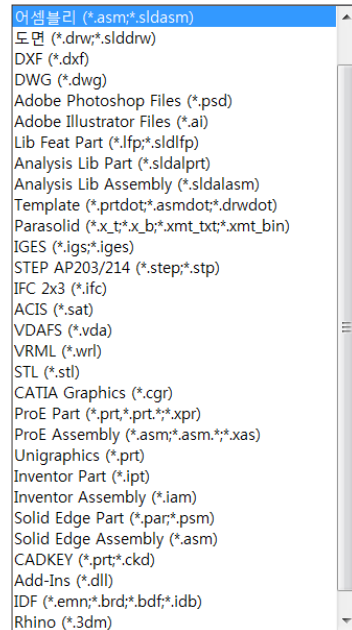 어셈블리 (*.asm;*.sldasm)
도면 (*.drw;*.slddrw)
DXF (*.dxf)
DWG (*.dwg)
Adobe Photoshop Files (*.psd)
Adobe Illustrator Files (*.ai)
Lib Feat Part (*.lfp;*.sldlfp)
Analysis Lib Part (*.sldalprt)
Analysis Lib Assembly (*.sldalasm)
Template (*.prtdot;*.asmdot;*.drwdot)
Parasolid (*.x_t;*.x_b;*.xmt_txt;*.xmt_bin)
IGES (*.igs;*.iges)
STEP AP203/214 (*.step;*.stp)
IFC 2x3 (*.ifc)
ACIS (*.sat)
VDAFS (*.vda)
VRML (*.wrl)
STL (*.stl)
CATIA Graphics (*.cgr)
ProE Part (*.prt,*.prt.*;*.xpr)
ProE Assembly (*.asm;*.asm.*;*.xas)
Unigraphics (*.prt)
Inventor Part (*.ipt)
Inventor Assembly (*.iam)
Solid Edge Part (*.par;*.psm)
Solid Edge Assembly (*.asm)
CADKEY (*.prt;*.ckd)
Add-Ins (*.dll)
IDF (*.emn;*.brd;*.bdf;*.idb)
Rhino (*.3dm)